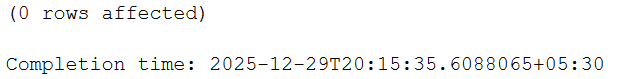 (0 rows affected)
Completion time: 2025-12-29T20:15:35.6088065+05:30